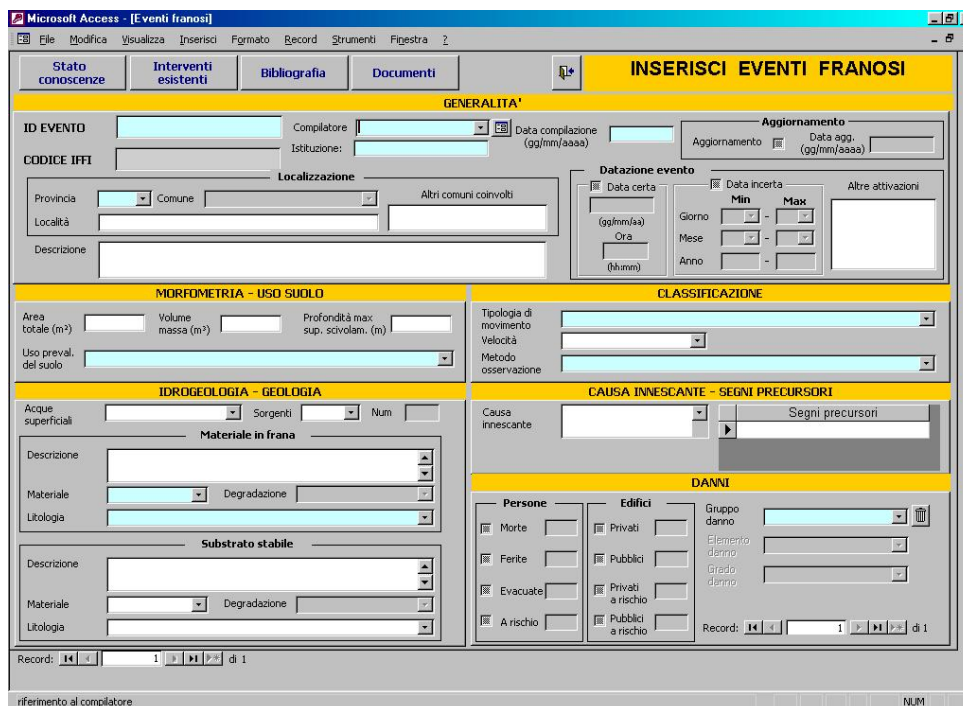 Microsoft Access - [Eventi franosi]
File Modifica Visualizza Inserisci Formato Record Strumenti Finestra ?
Stato conoscenze
Interventi esistenti
Bibliografia
Documenti
INSERISCI EVENTI FRANOSI
GENERALITA'
ID EVENTO
CODICE IFFI
Compilatore
Istituzione:
Data compilazione
(gg/mm/aaaa)
Aggiornamento
Aggiornamento
Data agg.
(gg/mm/aaaa)
Localizzazione
Provincia
Comune
Altri comuni coinvolti
Località
Descrizione
Datazione evento
Data certa
(gg/mm/aa)
Ora
(hh:mm)
Data incerta
Min Max
Giorno -
Mese -
Anno -
Altre attivazioni
MORFOMETRIA - USO SUOLO
Area
totale (m²)
Volume
massa (m³)
Profondità max
sup. scivolam. (m)
Uso preval.
del suolo
CLASSIFICAZIONE
Tipologia di
movimento
Velocità
Metodo
osservazione
IDROGEOLOGIA - GEOLOGIA
Acque
superficiali
Sorgenti
Num
Materiale in frana
Descrizione
Materiale
Degradazione
Litologia
Substrato stabile
Descrizione
Materiale
Degradazione
Litologia
CAUSA INNESCANTE - SEGNI PRECURSORI
Causa
innescante
Segni precursori
DANNI
Persone
Morte
Ferite
Evacuate
A rischio
Edifici
Privati
Pubblici
Privati
a rischio
Pubblici
a rischio
Gruppo
danno
Elemento
danno
Grado
danno
Record: 1 di 1
Record: 1 di 1
riferimento al compilatore
NUM